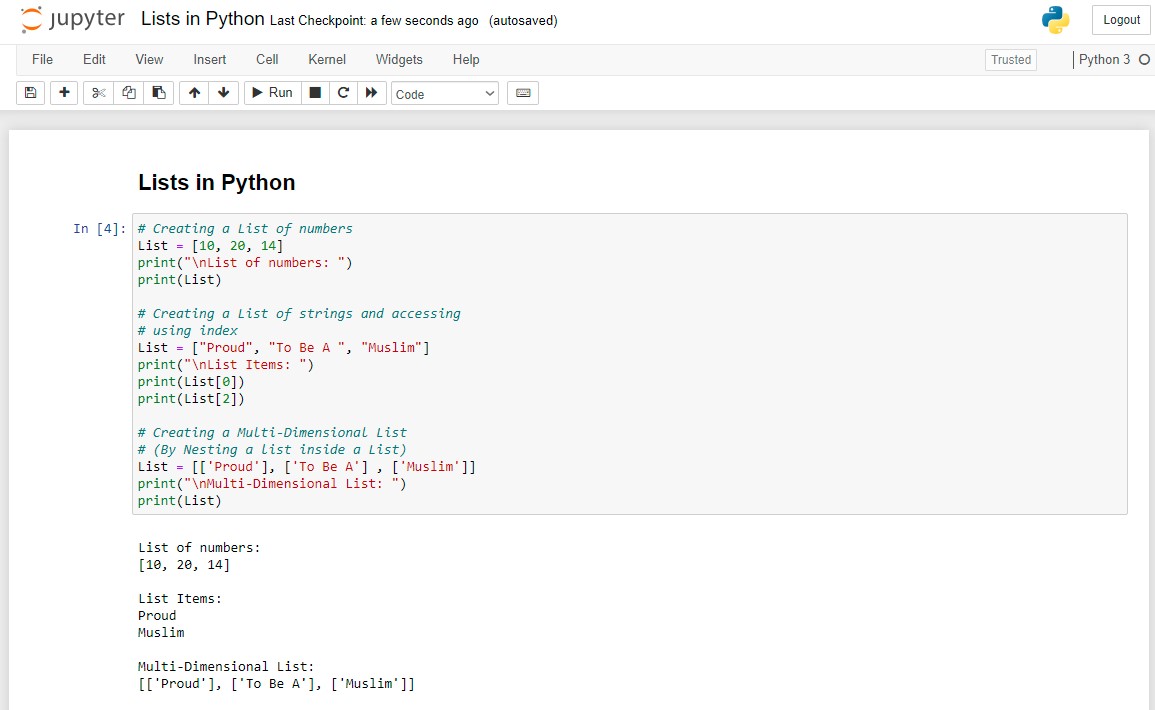 jupyter Lists in Python Last Checkpoint: a few seconds ago (autosaved) Logout
File Edit View Insert Cell Kernel Widgets Help Trusted Python 3
Run Code
Lists in Python
In [4]: # Creating a List of numbers
List = [10, 20, 14]
print("\nList of numbers: ")
print(List)
# Creating a List of strings and accessing
# using index
List = ["Proud", "To Be A ", "Muslim"]
print("\nList Items: ")
print(List[0])
print(List[2])
# Creating a Multi-Dimensional List
# (By Nesting a list inside a List)
List = [['Proud'], ['To Be A'] , ['Muslim']]
print("\nMulti-Dimensional List: ")
print(List)
List of numbers:
[10, 20, 14]
List Items:
Proud
Muslim
Multi-Dimensional List:
[['Proud'], ['To Be A'], ['Muslim']]